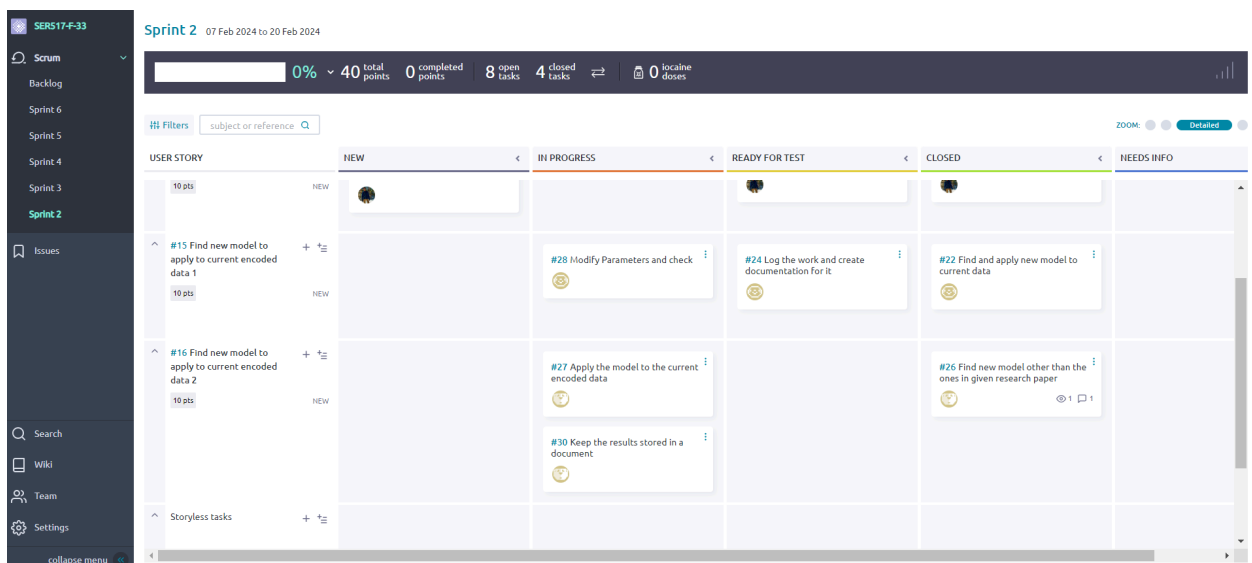 SER517-F-33
Scrum
Backlog
Sprint 6
Sprint 5
Sprint 4
Sprint 3
Sprint 2
Issues
Search
Wiki
Team
Settings
collapse menu
Sprint 2 07 Feb 2024 to 20 Feb 2024
0% 40 total points 0 completed points 8 open tasks 4 closed tasks 0 iocaine doses
Filters subject or reference ZOOM: Detailed
USER STORY NEW IN PROGRESS READY FOR TEST CLOSED NEEDS INFO
10 pts NEW
#15 Find new model to
apply to current encoded
data 1
10 pts NEW
#28 Modify Parameters and check
#24 Log the work and create
documentation for it
#22 Find and apply new model to
current data
#16 Find new model to
apply to current encoded
data 2
10 pts NEW
#27 Apply the model to the current
encoded data
#26 Find new model other than the
ones in given research paper
1 1
#30 Keep the results stored in a
document
Storyless tasks